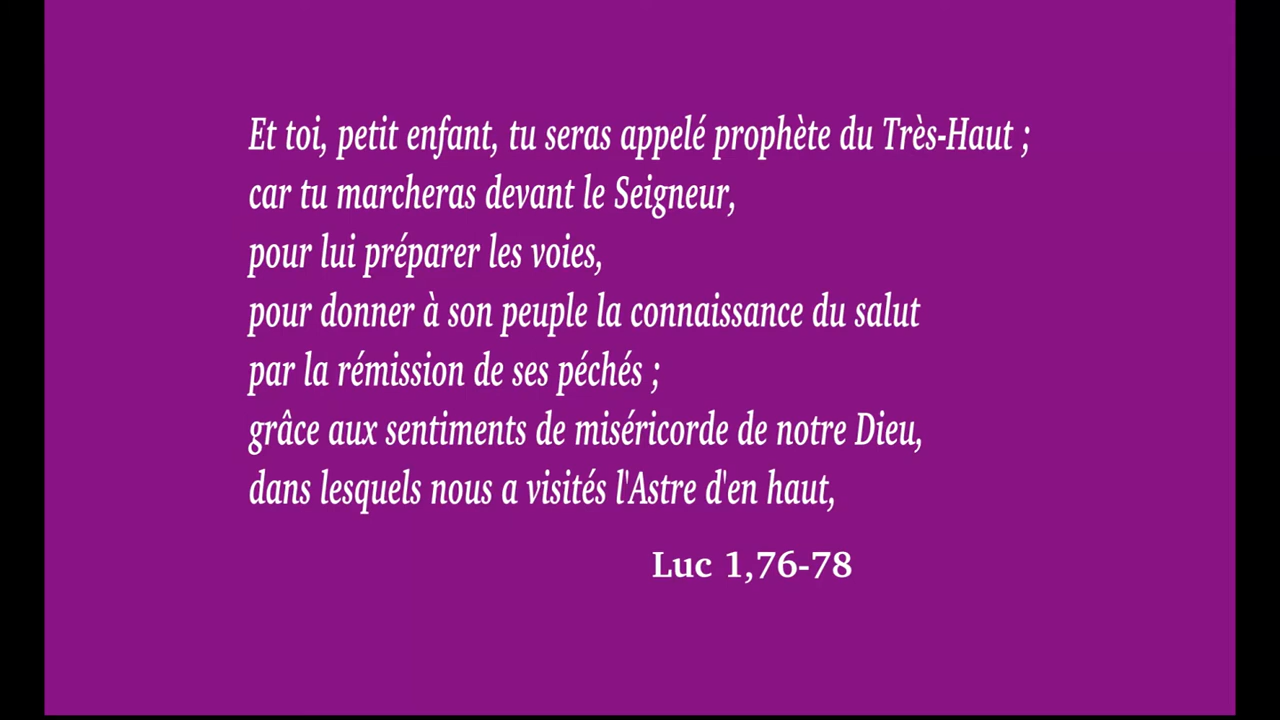 Et toi, petit enfant, tu seras appelé prophète du Très-Haut ;
car tu marcheras devant le Seigneur,
pour lui préparer les voies,
pour donner à son peuple la connaissance du salut
par la rémission de ses péchés ;
grâce aux sentiments de miséricorde de notre Dieu,
dans lesquels nous a visités l'Astre d'en haut,
Luc 1,76-78